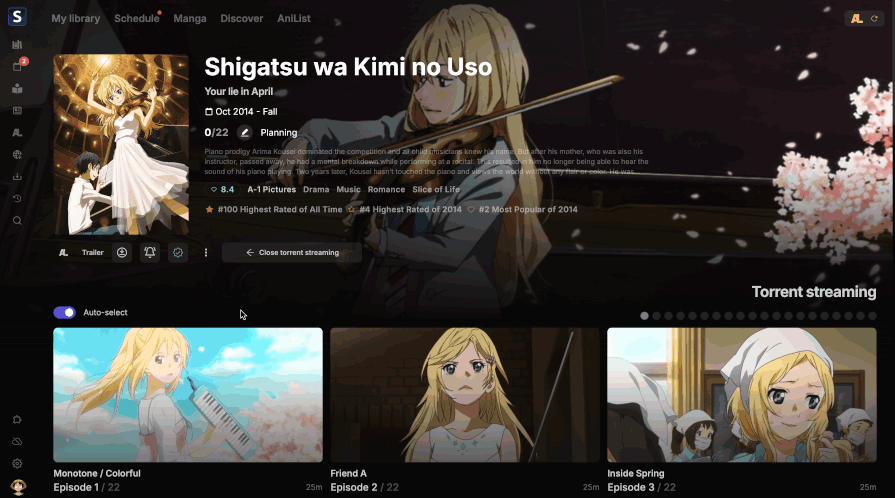 S
My library
Schedule
Manga
Discover
AniList
2
Shigatsu wa Kimi no Uso
Your lie in April
Oct 2014 - Fall
0/22
Planning
Piano prodigy Arima Kousei dominated the competition and all child musicians knew his name. But after his mother, who was also his
instructor, passed away, he had a mental breakdown while performing at a recital. This resulted in him no longer being able to hear the
sound of his piano playing. Two years later, Kousei hasn't touched the piano and views the world without any flair or color. He was
8.4
A-1 Pictures
Drama
Music
Romance
Slice of Life
#100 Highest Rated of All Time
#4 Highest Rated of 2014
#2 Most Popular of 2014
Trailer
Close torrent streaming
Torrent streaming
Auto-select
Monotone / Colorful
Episode 1 / 22
25m
Friend A
Episode 2 / 22
25m
Inside Spring
Episode 3 / 22
25m